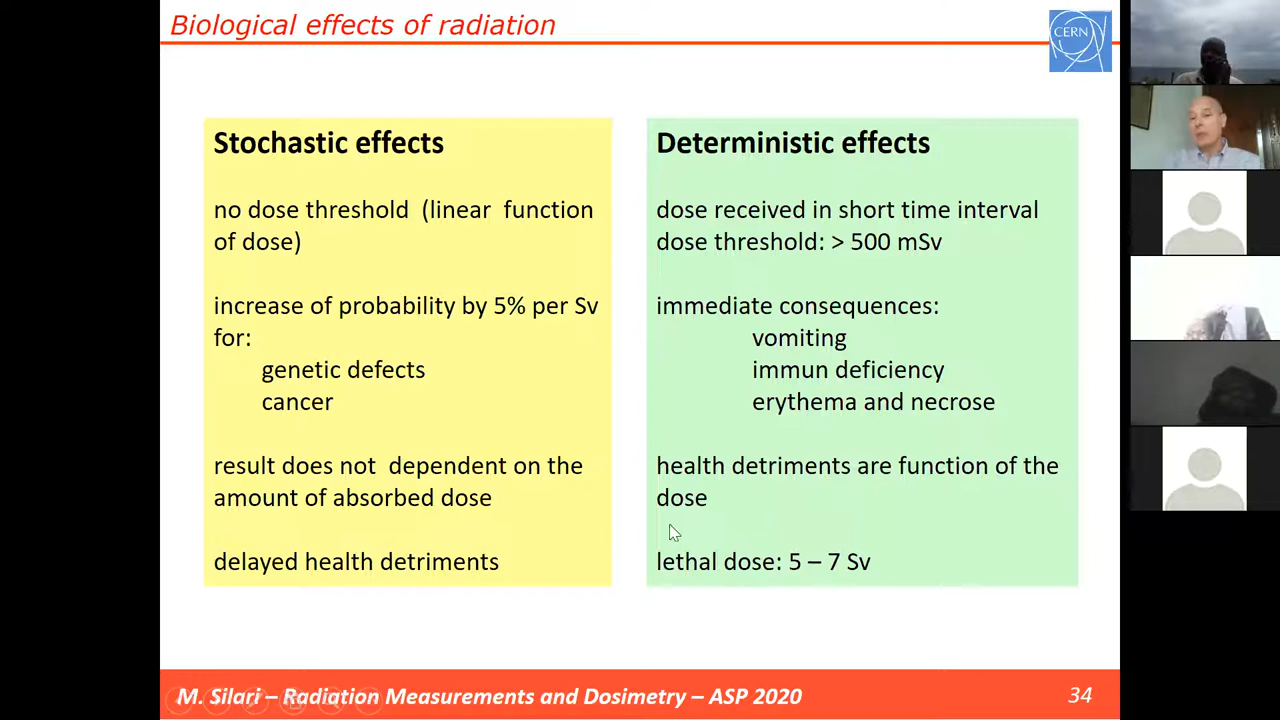 Biological effects of radiation
CERN
Stochastic effects
no dose threshold (linear function
of dose)
increase of probability by 5% per Sv
for:
genetic defects
cancer
result does not dependent on the
amount of absorbed dose
delayed health detriments
Deterministic effects
dose received in short time interval
dose threshold: > 500 mSv
immediate consequences:
vomiting
immun deficiency
erythema and necrose
health detriments are function of the
dose
lethal dose: 5 – 7 Sv
M. Silari – Radiation Measurements and Dosimetry – ASP 2020
34